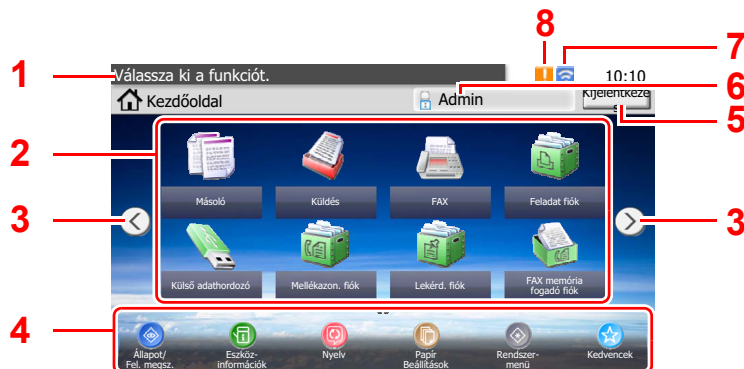 8
7
1 Válassza ki a funkciót. 10:10
6
Kezdőoldal Admin Kijelentkezé
s
5
2
Másoló Küldés FAX Feladat fiók
3 3
Külső adathordozó Mellékazon. fiók Lekérd. fiók FAX memória
fogadó fiók
4
Állapot/ Eszköz- Nyelv Papír Rendszer- Kedvencek
Fel. megsz. információk Beállítások menü